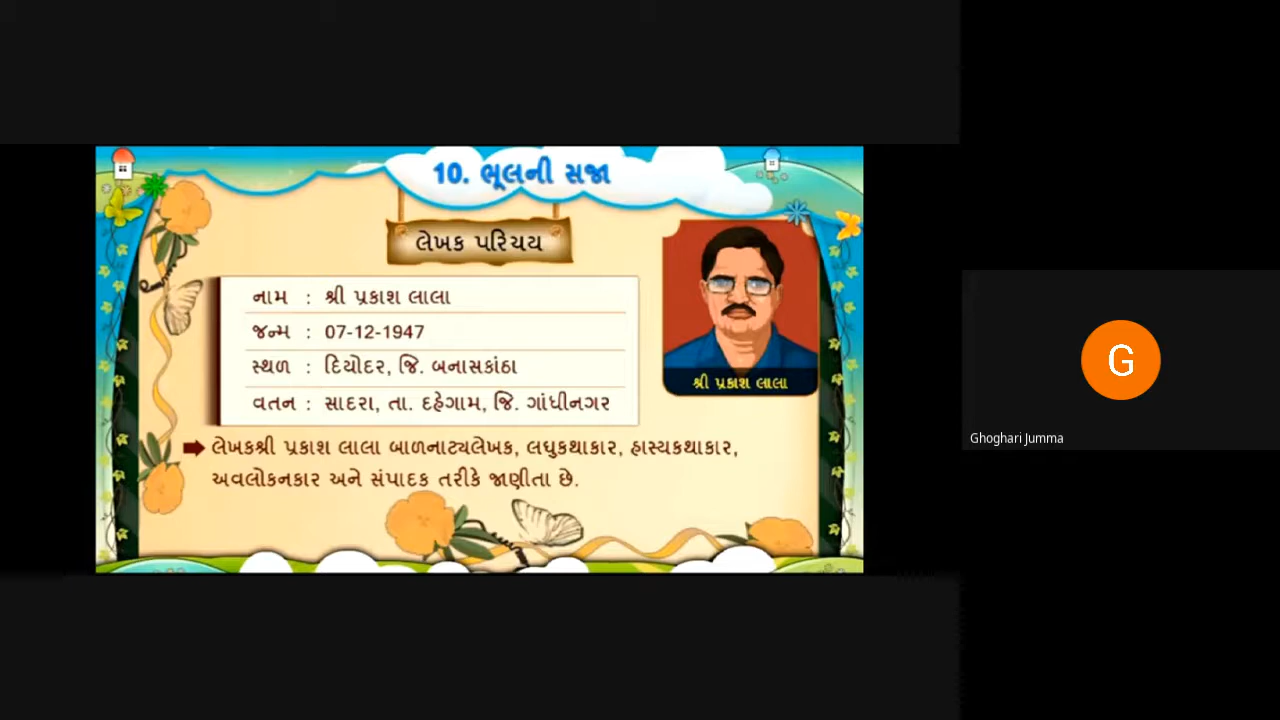 10. ભૂલની સજા
લેખક પરિચય
નામ : શ્રી પ્રકાશ લાલા
જન્મ : 07-12-1947
સ્થળ : દિયોદર, જિ. બનાસકાંઠા
વતન : સાદરા, તા. દહેગામ, જિ. ગાંધીનગર
શ્રી પ્રકાશ લાલા
લેખકશ્રી પ્રકાશ લાલા બાળનાટ્યલેખક, લઘુકથાકાર, હાસ્યકથાકાર,
અવલોકનકાર અને સંપાદક તરીકે જાણીતા છે.
G
Ghoghari Jumma